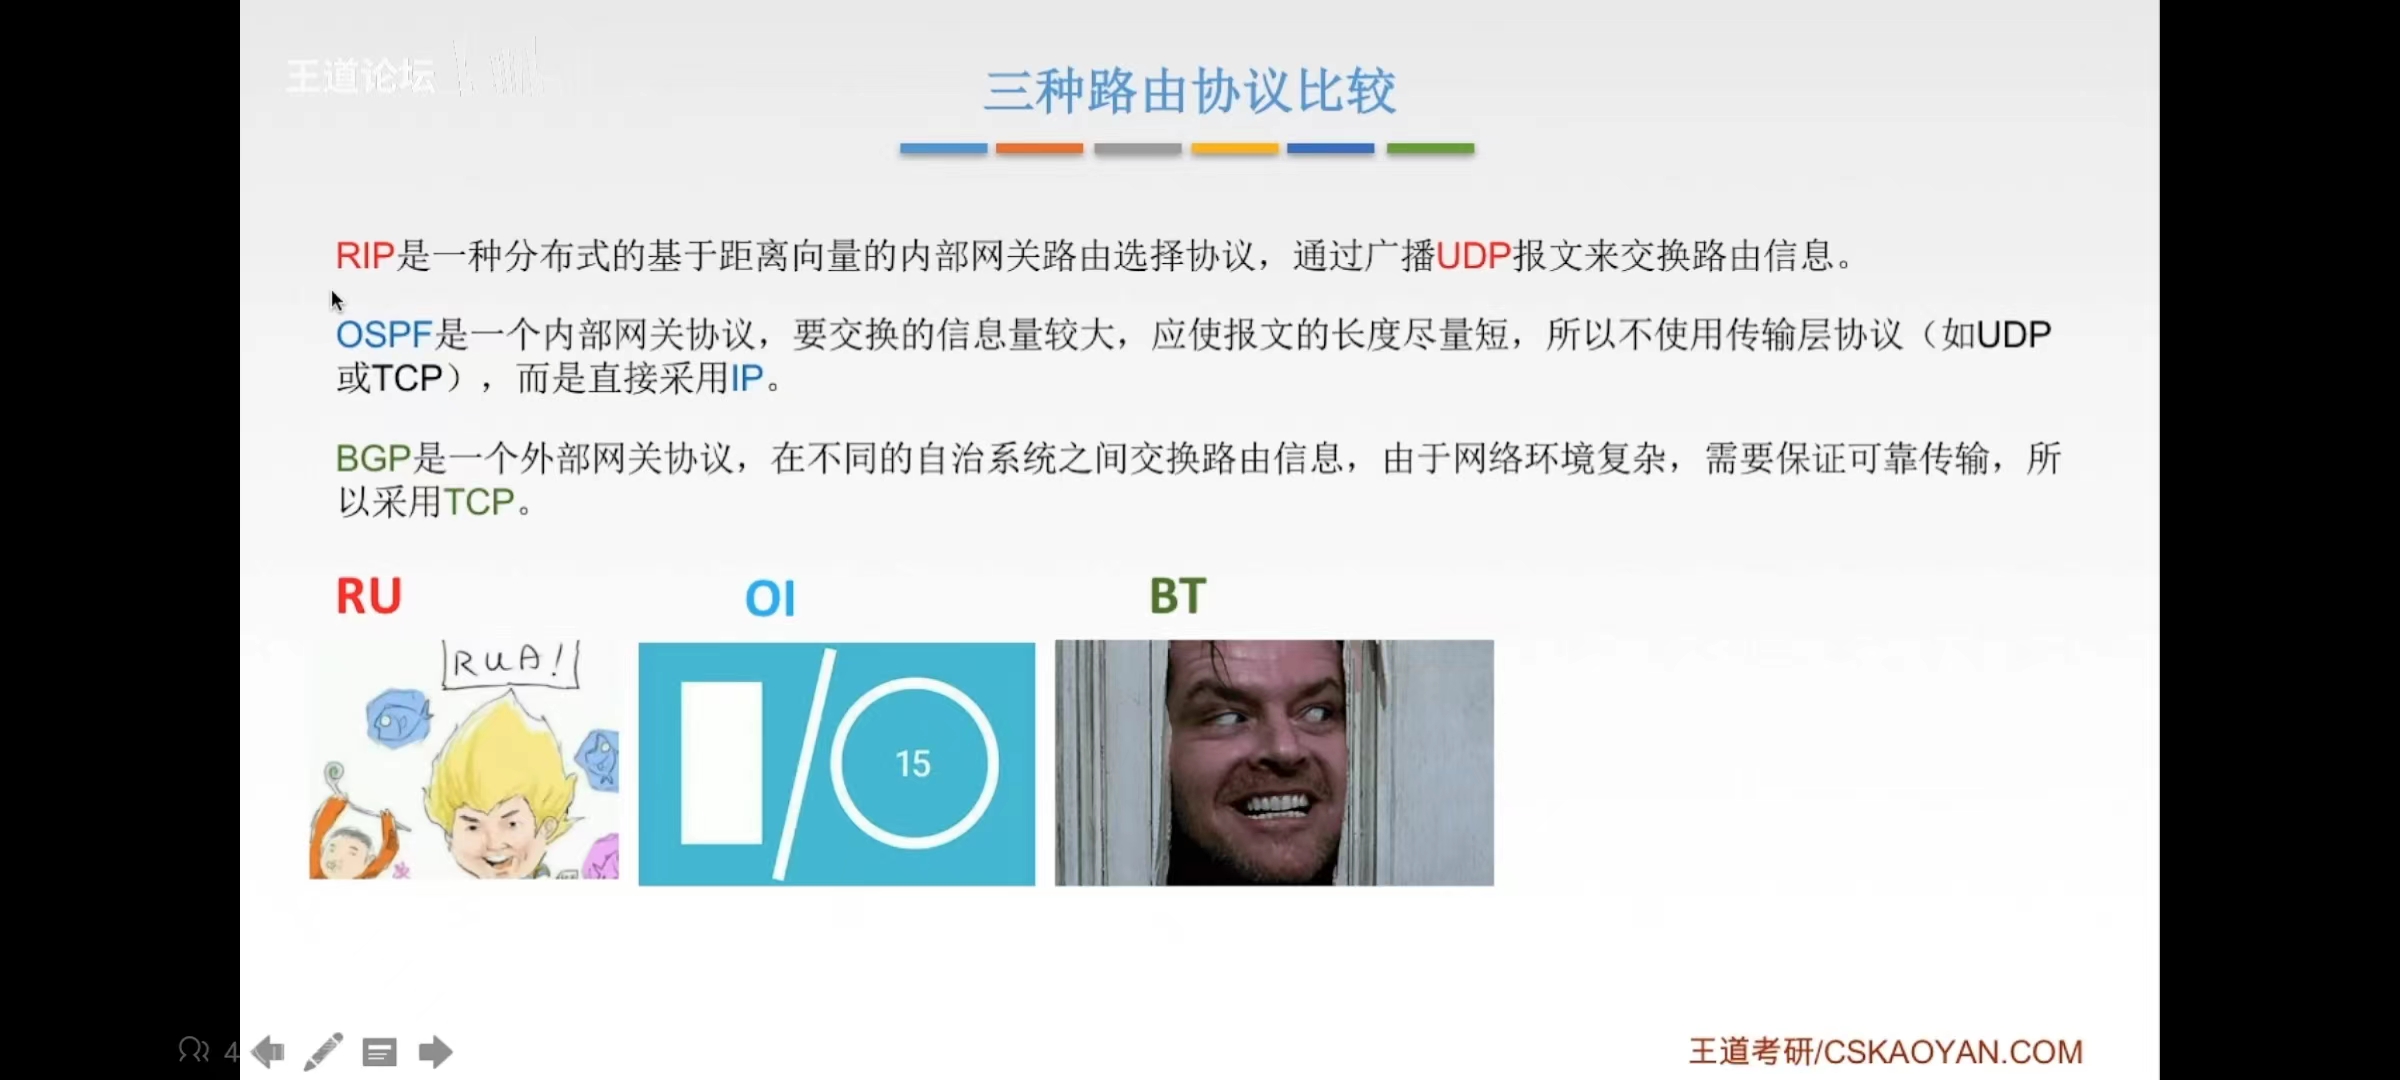 王道论坛
三种路由协议比较
RIP是一种分布式的基于距离向量的内部网关路由选择协议，通过广播UDP报文来交换路由信息。
OSPF是一个内部网关协议，要交换的信息量较大，应使报文的长度尽量短，所以不使用传输层协议（如UDP
或TCP），而是直接采用IP。
BGP是一个外部网关协议，在不同的自治系统之间交换路由信息，由于网络环境复杂，需要保证可靠传输，所
以采用TCP。
RU
OI
BT
RUA!
15
4
王道考研/CSKAOYAN.COM